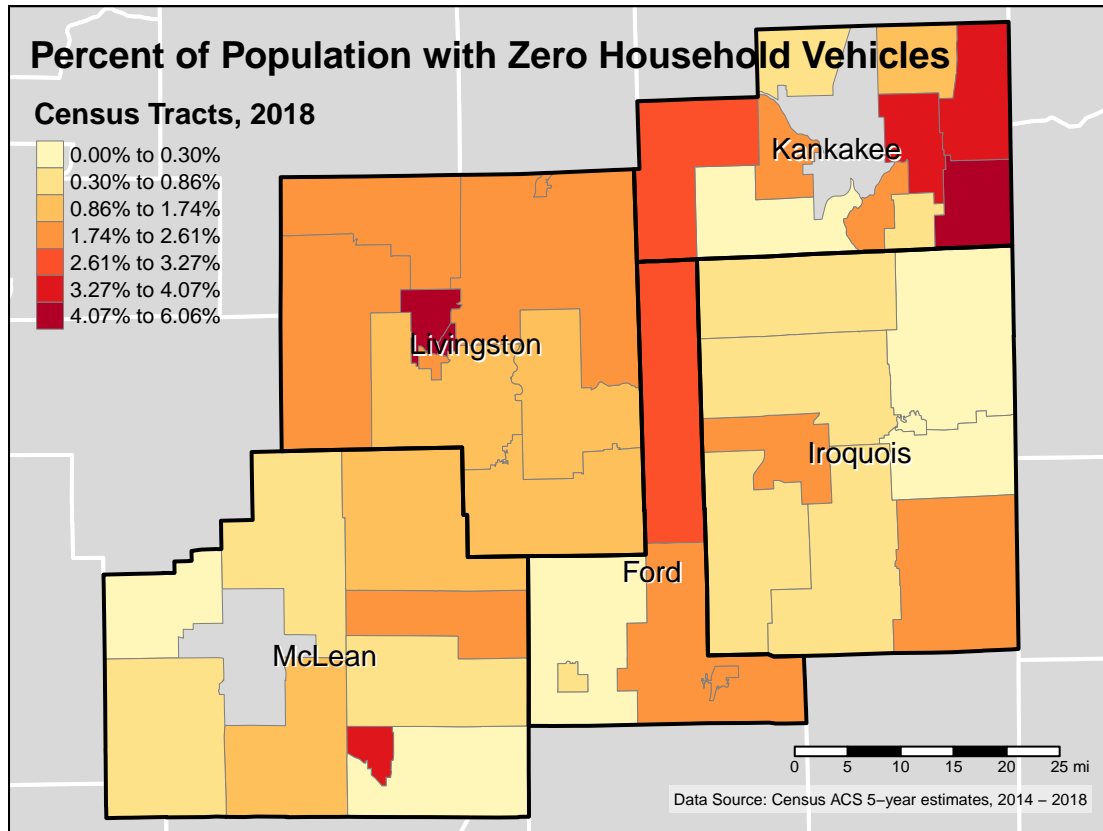 Percent of Population with Zero Household Vehicles
Census Tracts, 2018
0.00% to 0.30%
0.30% to 0.86%
0.86% to 1.74%
1.74% to 2.61%
2.61% to 3.27%
3.27% to 4.07%
4.07% to 6.06%
Kankakee
Livingston
Iroquois
Ford
McLean
0 5 10 15 20 25 mi
Data Source: Census ACS 5−year estimates, 2014 − 2018